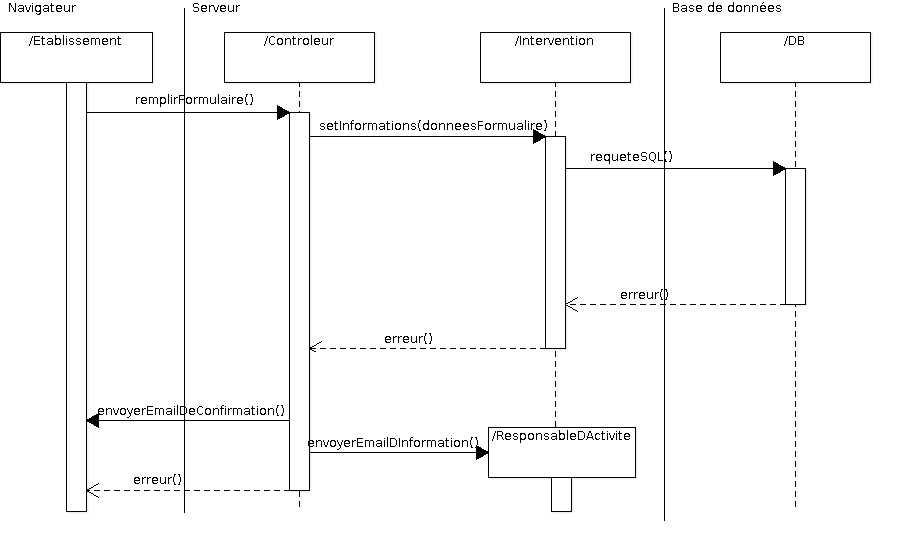 Navigateur
Serveur
Base de données
/Etablissement
/Controleur
/Intervention
/DB
remplirFormulaire()
setInformations(donneesFormualire)
requeteSQL()
erreur()
erreur()
envoyerEmailDeConfirmation()
envoyerEmailDInformation()
/ResponsableDActivite
erreur()